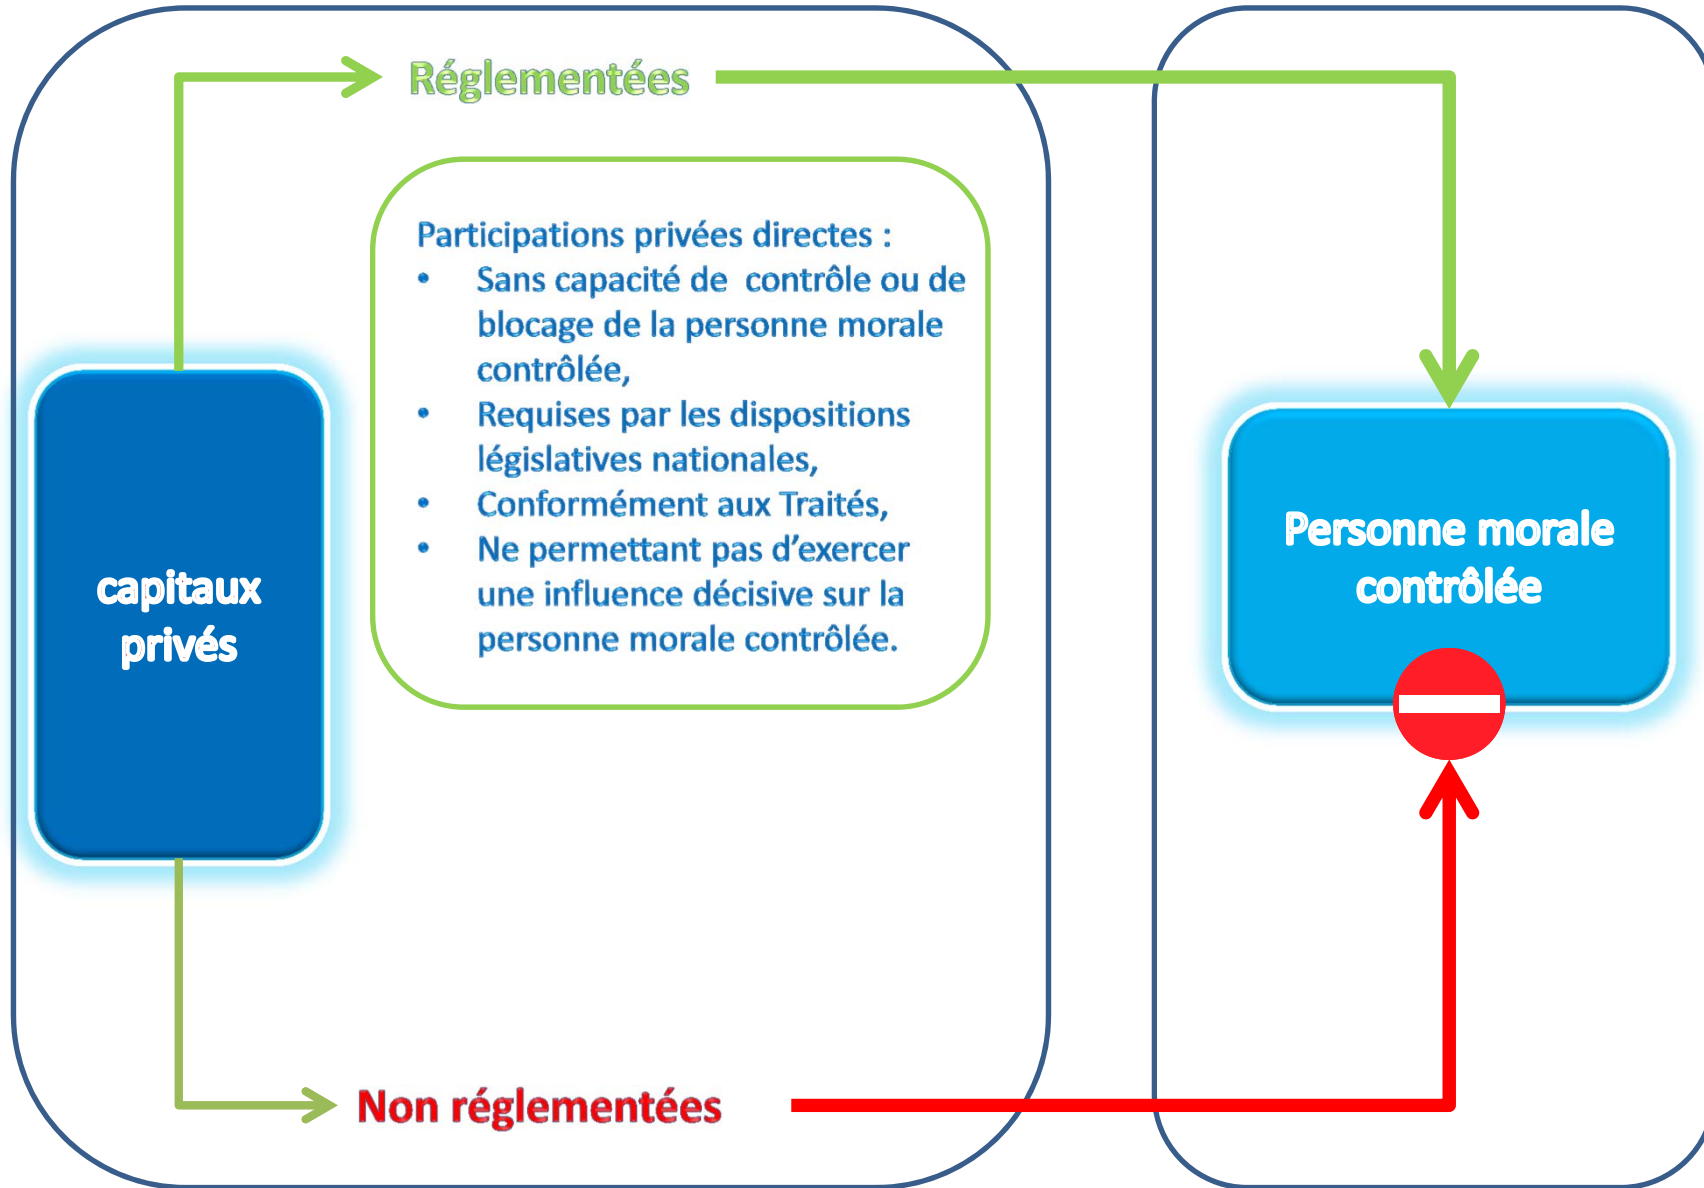 Réglementées
Participations privées directes :
• Sans capacité de contrôle ou de
blocage de la personne morale
contrôlée,
• Requises par les dispositions
législatives nationales,
• Conformément aux Traités,
• Ne permettant pas d’exercer
une influence décisive sur la
personne morale contrôlée.
capitaux
privés
Personne morale
contrôlée
Non réglementées